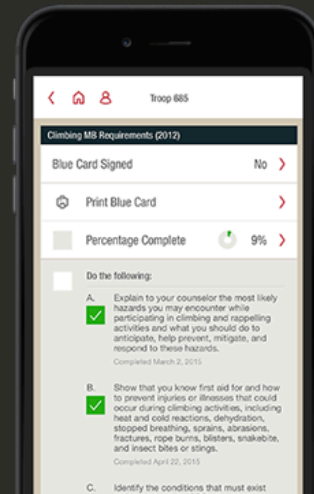 Troop 685
Climbing MB Requirements (2012)
Blue Card Signed No
Print Blue Card
Percentage Complete 9%
Do the following:
A. Explain to your counselor the most likely
hazards you may encounter while
participating in climbing and rappelling
activities and what you should do to
anticipate, help prevent, mitigate, and
respond to these hazards.
Completed March 2, 2015
B. Show that you know first aid for and how
to prevent injuries or illnesses that could
occur during climbing activities, including
heat and cold reactions, dehydration,
stopped breathing, sprains, abrasions,
fractures, rope burns, blisters, snakebite,
and insect bites or stings.
Completed April 22, 2015
C. Identify the conditions that must exist